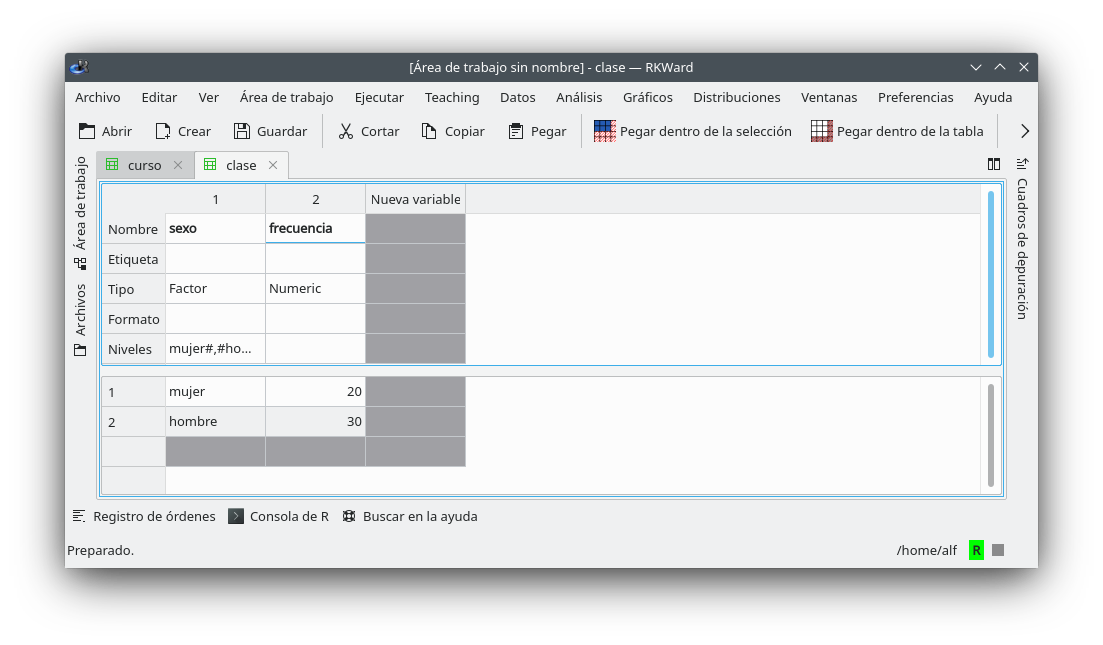 [Área de trabajo sin nombre] - clase — RKWard
Archivo Editar Ver Área de trabajo Ejecutar Teaching Datos Análisis Gráficos Distribuciones Ventanas Preferencias Ayuda
Abrir Crear Guardar Cortar Copiar Pegar Pegar dentro de la selección Pegar dentro de la tabla
Área de trabajo
Archivos
curso clase
1 2 Nueva variable
Nombre sexo frecuencia
Etiqueta
Tipo Factor Numeric
Formato
Niveles mujer#,#ho...
1 mujer 20
2 hombre 30
Cuadros de depuración
Registro de órdenes Consola de R Buscar en la ayuda
Preparado. /home/alf R